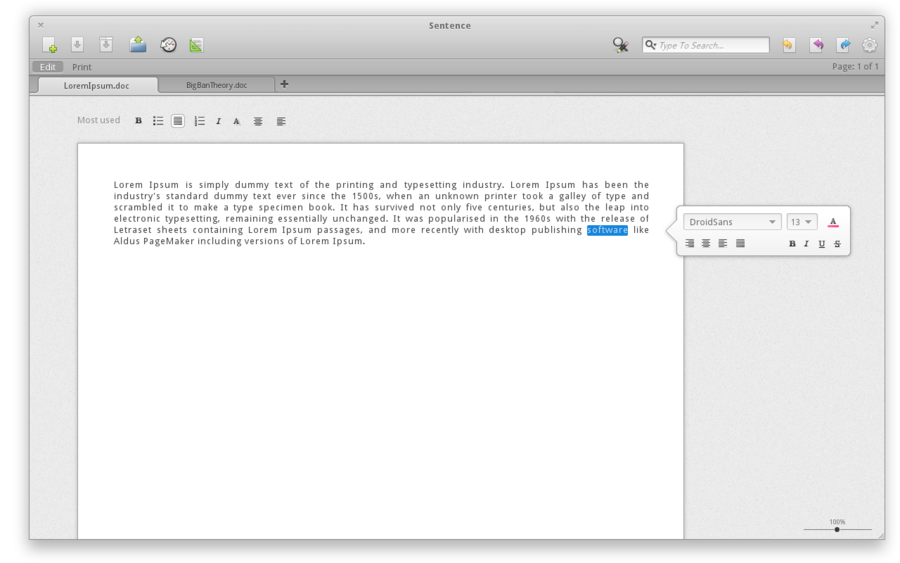 Sentence
Type To Search...
Edit Print Page: 1 of 1
LoremIpsum.doc BigBanTheory.doc
Most used B I A
Lorem Ipsum is simply dummy text of the printing and typesetting industry. Lorem Ipsum has been the
industry's standard dummy text ever since the 1500s, when an unknown printer took a galley of type and
scrambled it to make a type specimen book. It has survived not only five centuries, but also the leap into
electronic typesetting, remaining essentially unchanged. It was popularised in the 1960s with the release of
Letraset sheets containing Lorem Ipsum passages, and more recently with desktop publishing software like
Aldus PageMaker including versions of Lorem Ipsum.
DroidSans 13 A
B I U S
100%